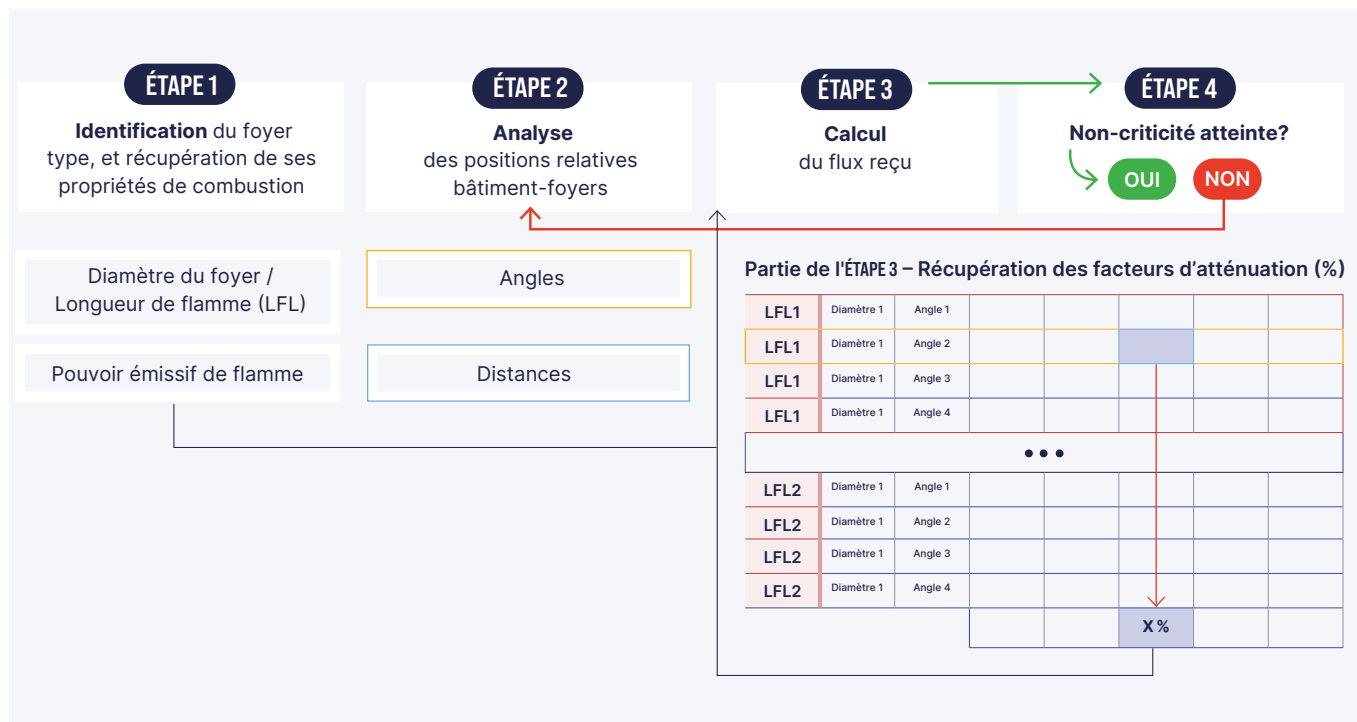 ÉTAPE 1
Identification du foyer
type, et récupération de ses
propriétés de combustion
Diamètre du foyer /
Longueur de flamme (LFL)
Pouvoir émissif de flamme
ÉTAPE 2
Analyse
des positions relatives
bâtiment-foyers
Angles
Distances
ÉTAPE 3
Calcul
du flux reçu
ÉTAPE 4
Non-criticité atteinte?
OUI NON
Partie de l'ÉTAPE 3 – Récupération des facteurs d’atténuation (%)
LFL1 Diamètre 1 Angle 1
LFL1 Diamètre 1 Angle 2
LFL1 Diamètre 1 Angle 3
LFL1 Diamètre 1 Angle 4
•••
LFL2 Diamètre 1 Angle 1
LFL2 Diamètre 1 Angle 2
LFL2 Diamètre 1 Angle 3
LFL2 Diamètre 1 Angle 4
X %